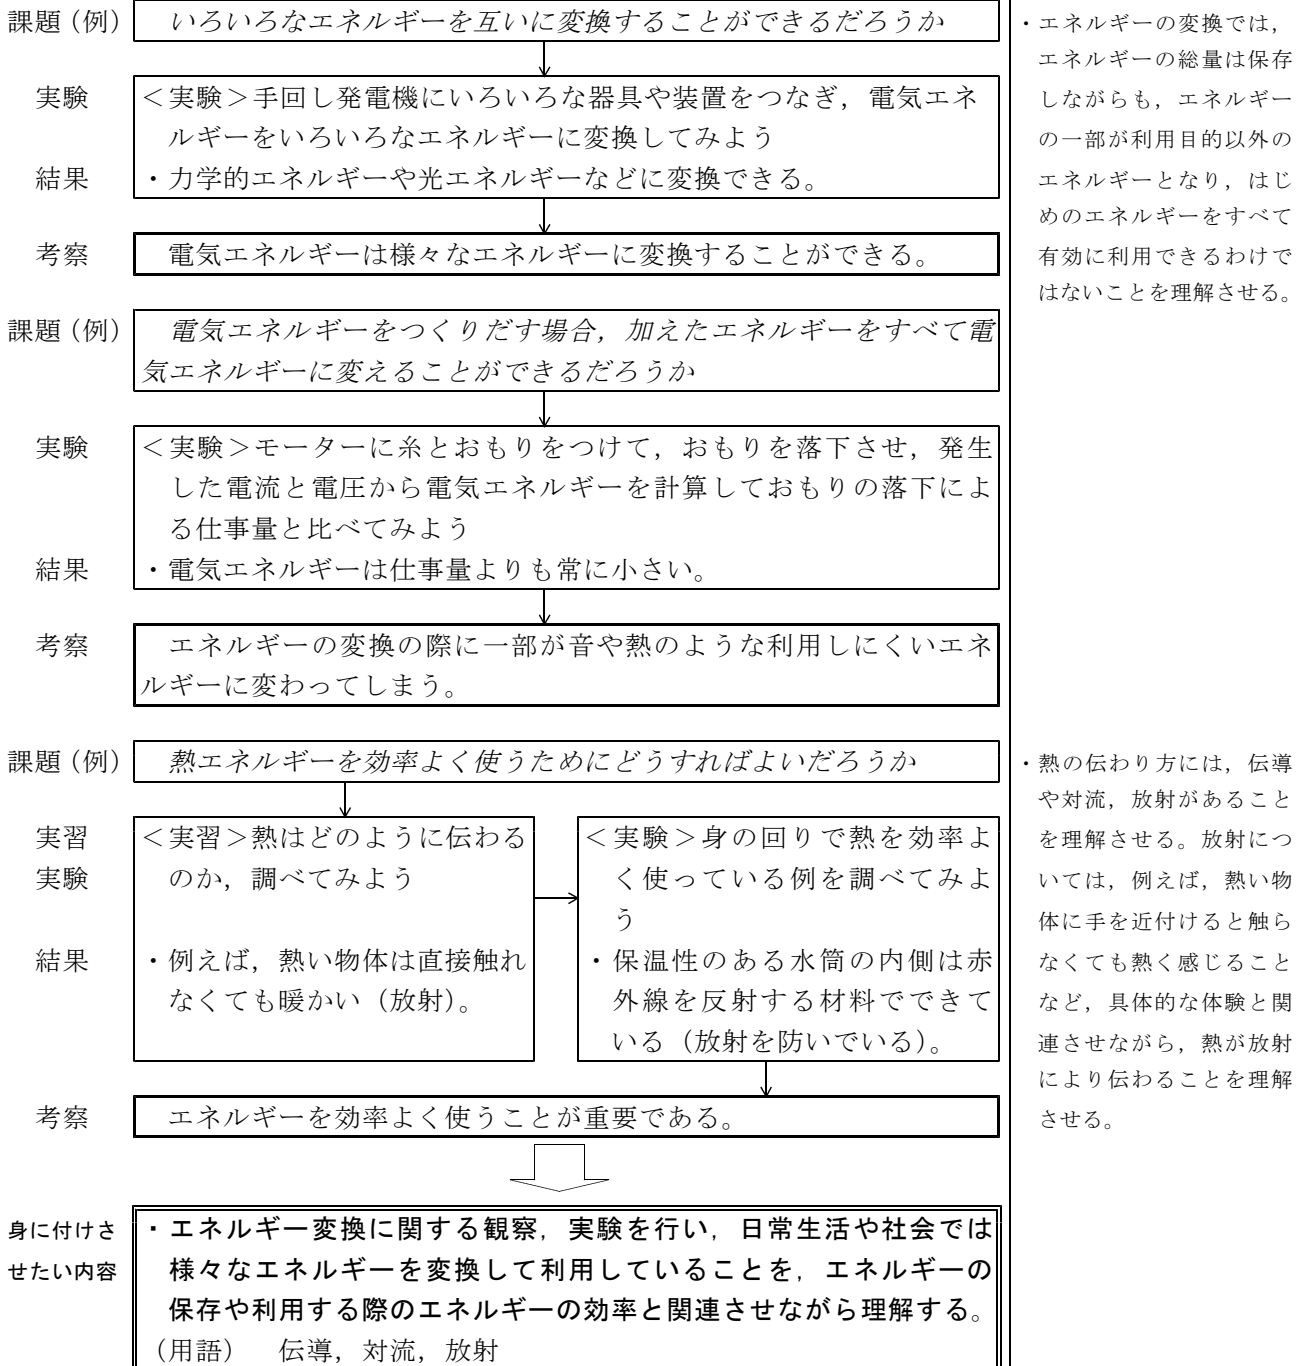 課題(例)　いろいろなエネルギーを互いに変換することができるだろうか
実験　＜実験＞手回し発電機にいろいろな器具や装置をつなぎ，電気エネ
ルギーをいろいろなエネルギーに変換してみよう
結果　・力学的エネルギーや光エネルギーなどに変換できる。
考察　電気エネルギーは様々なエネルギーに変換することができる。
課題(例)　電気エネルギーをつくりだす場合，加えたエネルギーをすべて電
気エネルギーに変えることができるだろうか
実験　＜実験＞モーターに糸とおもりをつけて，おもりを落下させ，発生
した電流と電圧から電気エネルギーを計算しておもりの落下によ
る仕事量と比べてみよう
結果　・電気エネルギーは仕事量よりも常に小さい。
考察　エネルギーの変換の際に一部が音や熱のような利用しにくいエネ
ルギーに変わってしまう。
課題(例)　熱エネルギーを効率よく使うためにどうすればよいだろうか
実習
実験
結果
＜実習＞熱はどのように伝わる
のか，調べてみよう
・例えば，熱い物体は直接触れ
なくても暖かい（放射）。
＜実験＞身の回りで熱を効率よ
く使っている例を調べてみよ
う
・保温性のある水筒の内側は赤
外線を反射する材料でできて
いる（放射を防いでいる）。
考察　エネルギーを効率よく使うことが重要である。
身に付けさ
せたい内容
・エネルギー変換に関する観察，実験を行い，日常生活や社会では
様々なエネルギーを変換して利用していることを，エネルギーの
保存や利用する際のエネルギーの効率と関連させながら理解する。
（用語）　伝導，対流，放射
・エネルギーの変換では，
エネルギーの総量は保存
しながらも，エネルギー
の一部が利用目的以外の
エネルギーとなり，はじ
めのエネルギーをすべて
有効に利用できるわけで
はないことを理解させる。
・熱の伝わり方には，伝導
や対流，放射があること
を理解させる。放射につ
いては，例えば，熱い物
体に手を近付けると触ら
なくても熱く感じること
など，具体的な体験と関
連させながら，熱が放射
により伝わることを理解
させる。